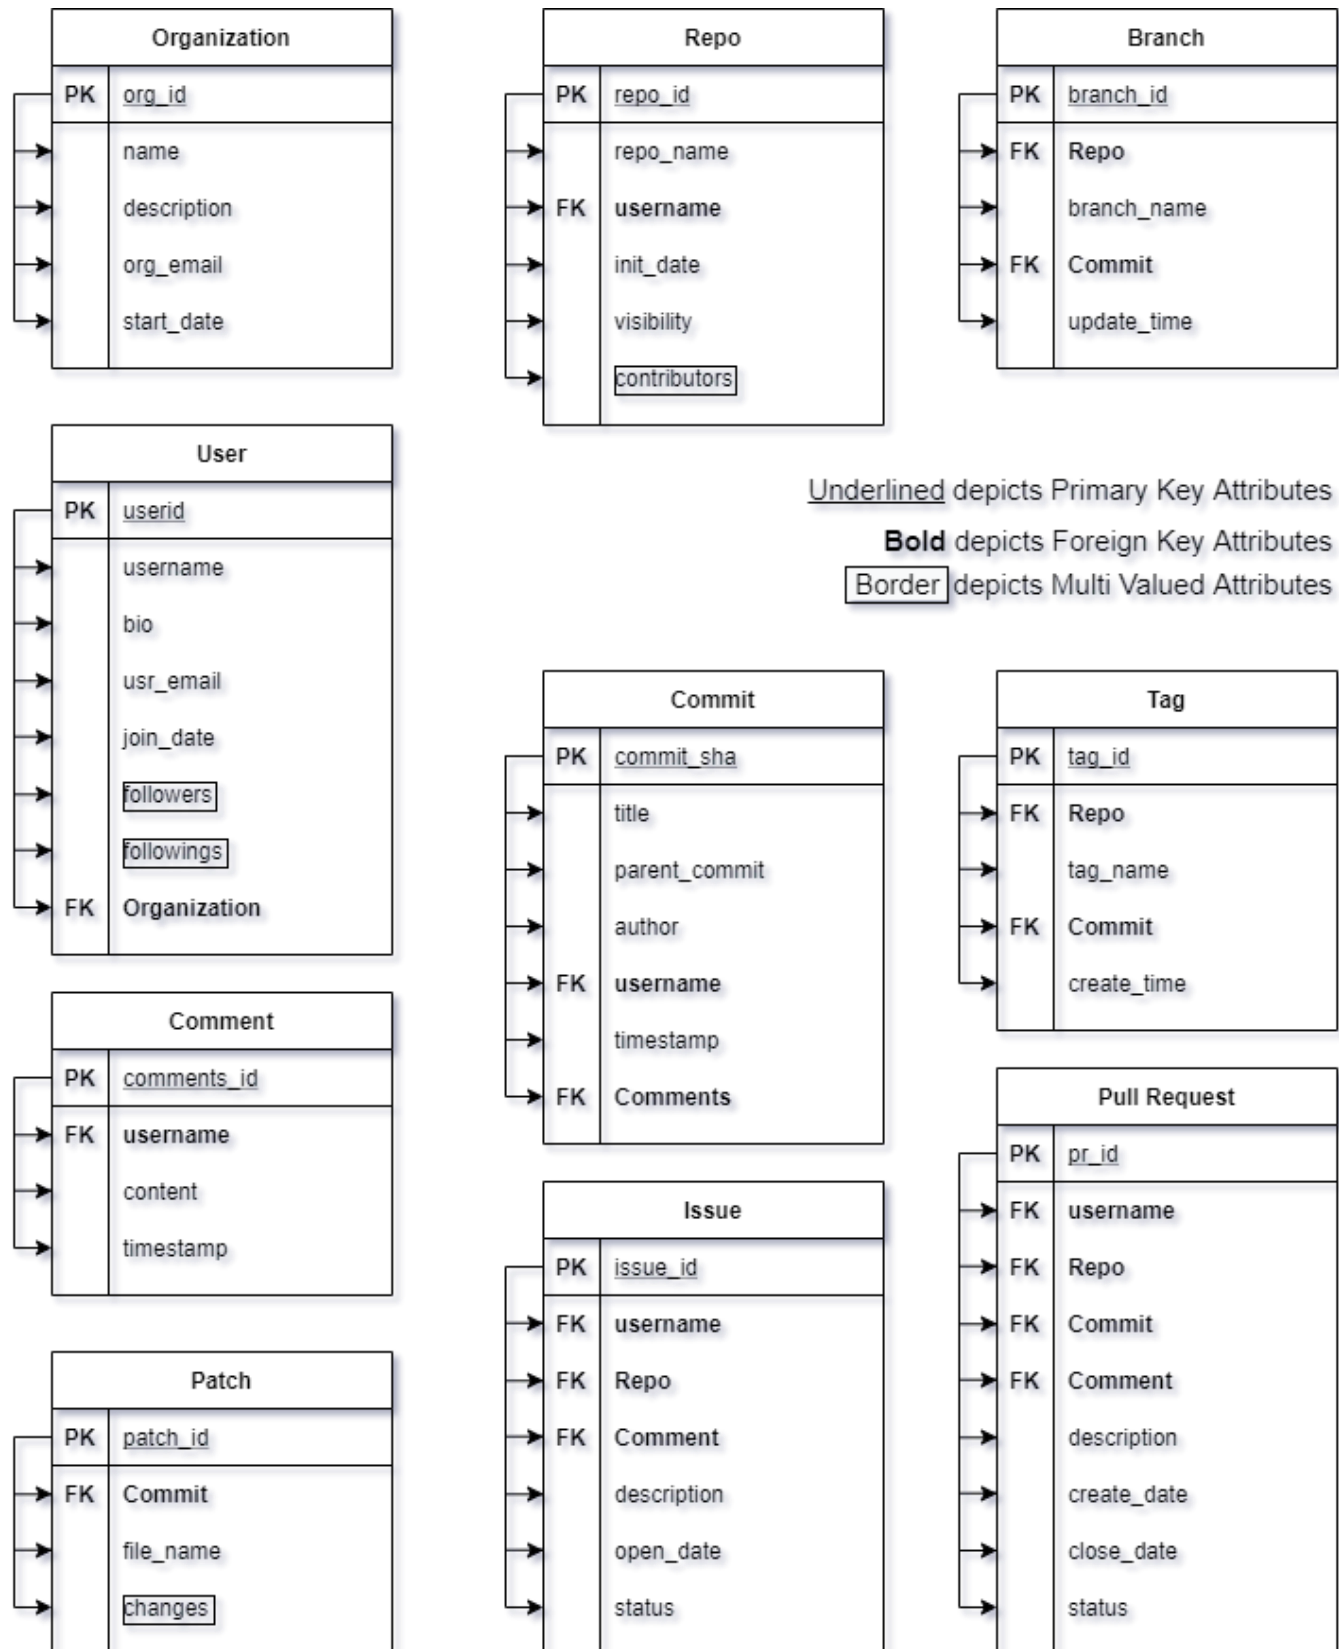 Organization
PK org_id
name
description
org_email
start_date
Repo
PK repo_id
repo_name
FK username
init_date
visibility
contributors
Branch
PK branch_id
FK Repo
branch_name
FK Commit
update_time
User
PK userid
username
bio
usr_email
join_date
followers
followings
FK Organization
Underlined depicts Primary Key Attributes
Bold depicts Foreign Key Attributes
Border depicts Multi Valued Attributes
Commit
PK commit_sha
title
parent_commit
author
FK username
timestamp
FK Comments
Tag
PK tag_id
FK Repo
tag_name
FK Commit
create_time
Comment
PK comments_id
FK username
content
timestamp
Pull Request
PK pr_id
FK username
FK Repo
FK Commit
FK Comment
description
create_date
close_date
status
Issue
PK issue_id
FK username
FK Repo
FK Comment
description
open_date
status
Patch
PK patch_id
FK Commit
file_name
changes